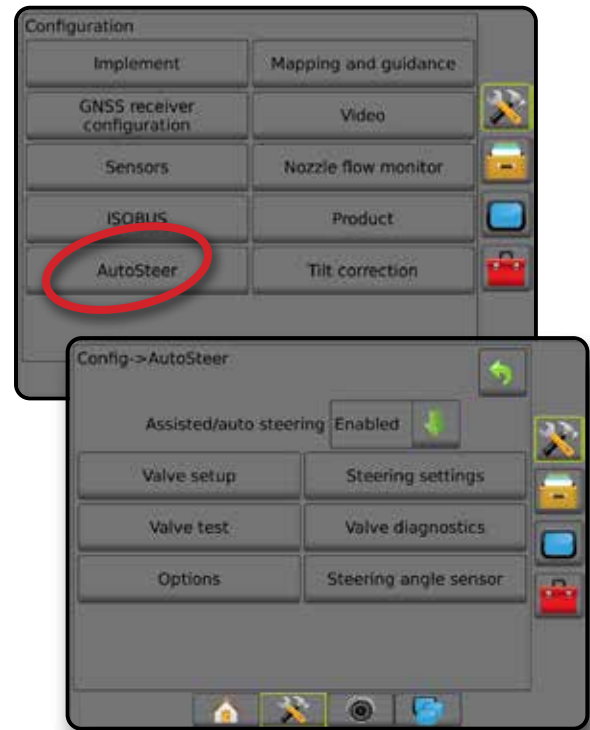 Configuration
Implement
Mapping and guidance
GNSS receiver
configuration
Video
Sensors
Nozzle flow monitor
ISOBUS
Product
AutoSteer
Tilt correction
Config->AutoSteer
Assisted/auto steering Enabled
Valve setup
Steering settings
Valve test
Valve diagnostics
Options
Steering angle sensor